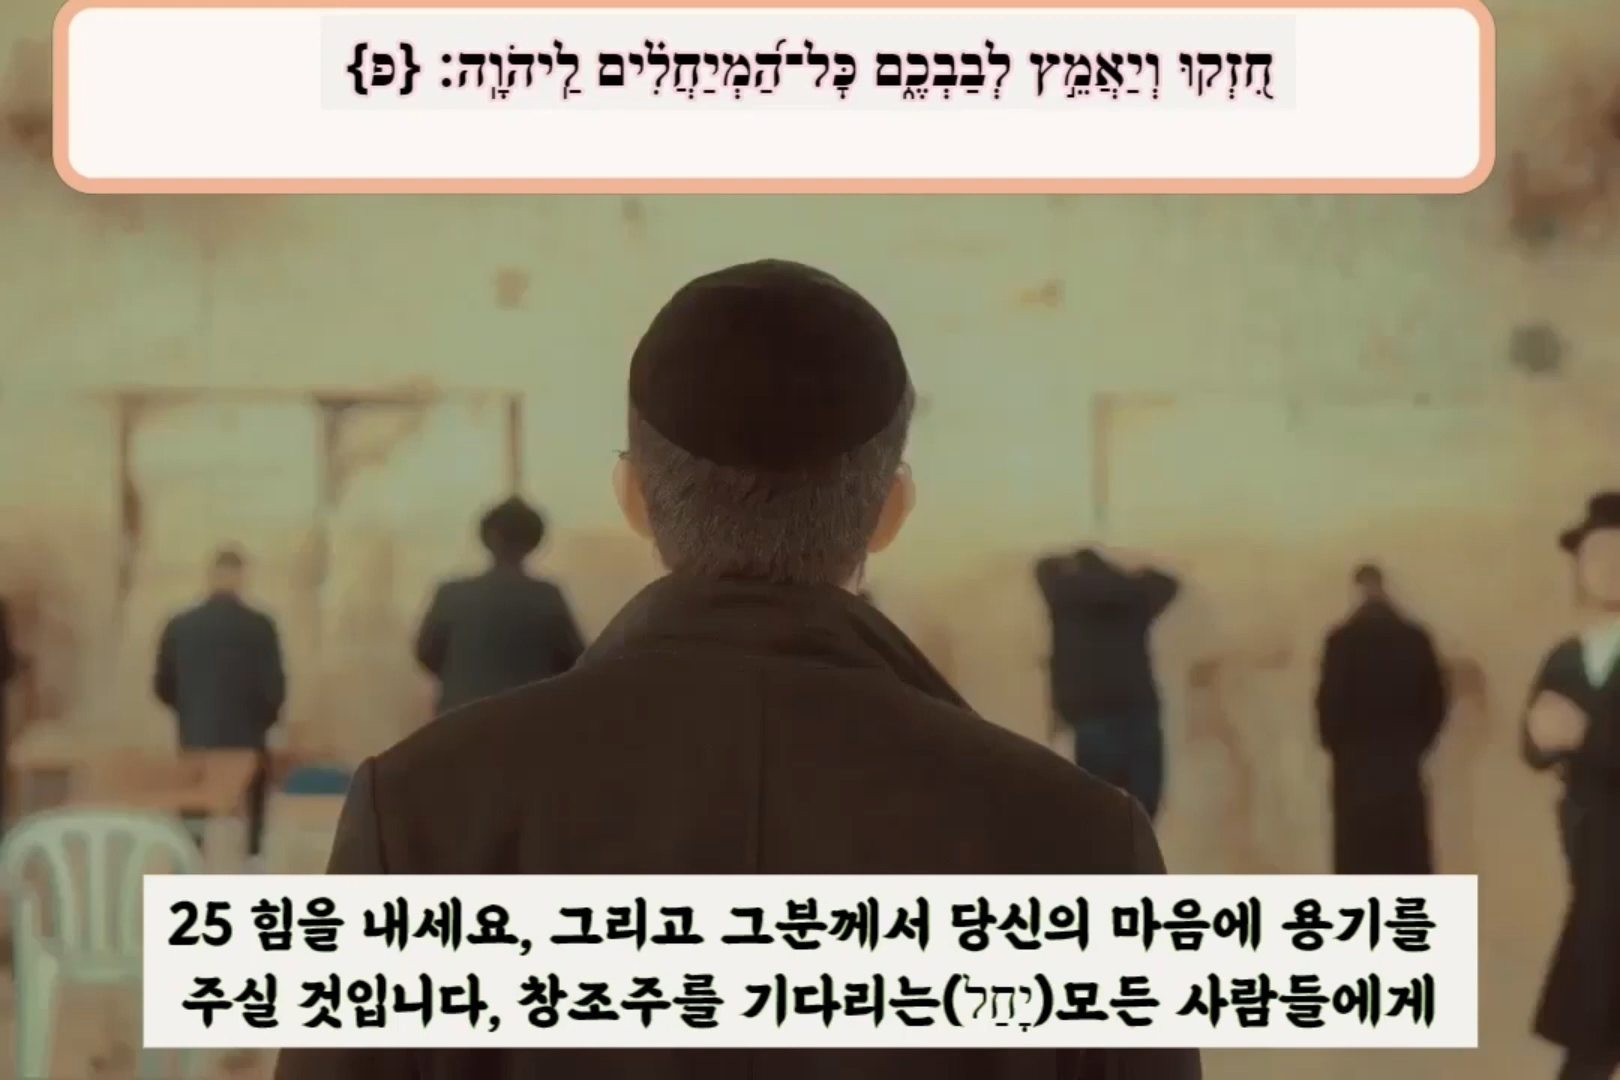 חִ֭זְקוּ וְיַאֲמֵ֣ץ לְבַבְכֶ֑ם כׇּל־הַ֝מְיַחֲלִ֗ים לַיהֹוָֽה׃ {פ}
25 힘을 내세요, 그리고 그분께서 당신의 마음에 용기를
주실 것입니다, 창조주를 기다리는(יָחַל)모든 사람들에게